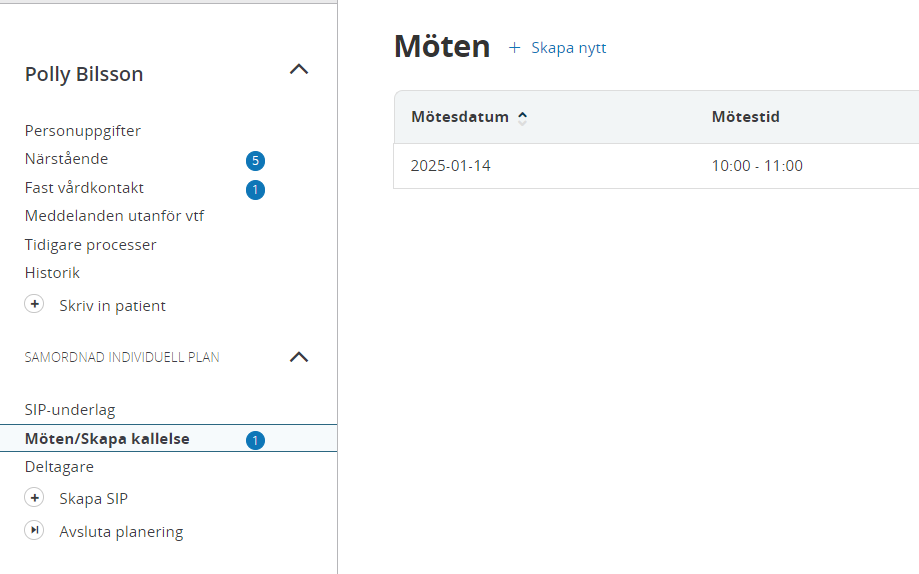 Polly Bilsson
Personuppgifter
Närstående 5
Fast vårdkontakt 1
Meddelanden utanför vtf
Tidigare processer
Historik
Skriv in patient
SAMORDNAD INDIVIDUELL PLAN
SIP-underlag
Möten/Skapa kallelse 1
Deltagare
Skapa SIP
Avsluta planering
Möten + Skapa nytt
Mötesdatum Mötestid
2025-01-14 10:00 - 11:00